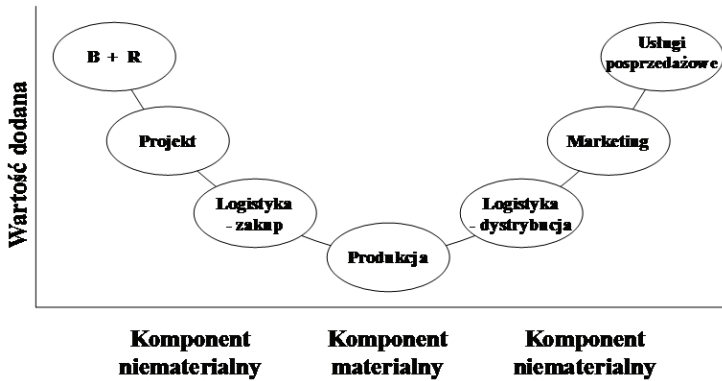 Wartość dodana
B + R
Usługi
posprzedażowe
Projekt
Marketing
Logistyka
- zakup
Logistyka
- dystrybucja
Produkcja
Komponent
niematerialny
Komponent
materialny
Komponent
niematerialny